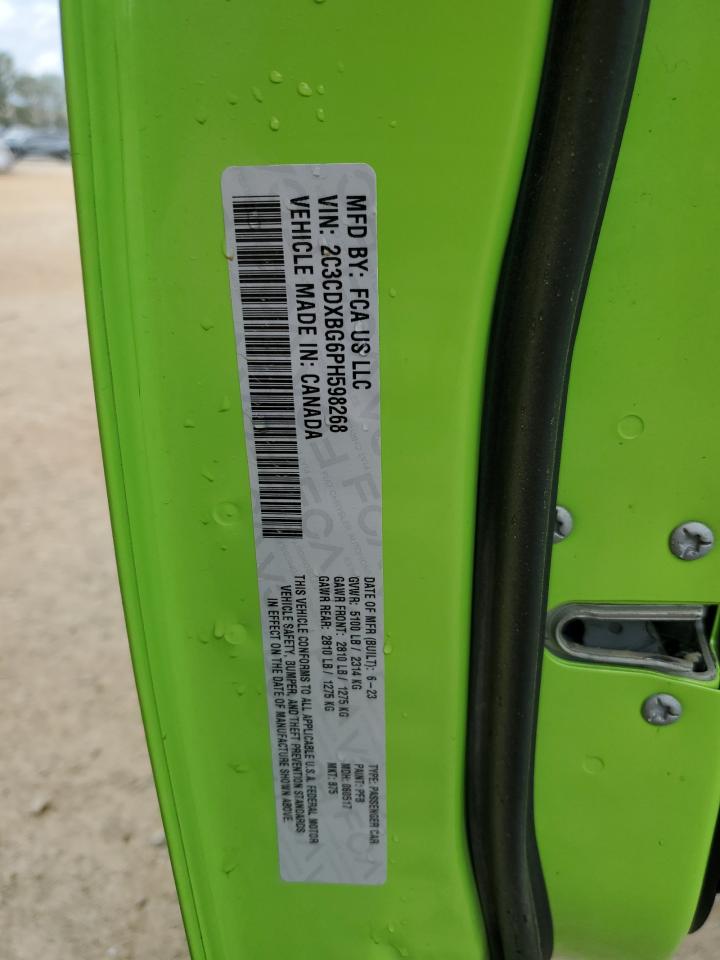 MFD BY: FCA US LLC
VIN: 2C3CDXBG6PH598268
VEHICLE MADE IN: CANADA
DATE OF MFR (BUILT): 6-23
GVWR: 5100 LB / 2314 KG
GAWR FRONT: 2810 LB / 1275 KG
GAWR REAR: 2810 LB / 1275 KG
TYPE: PASSENGER CAR
PAINT: PFB
MDH: 060517
MKT: B75
THIS VEHICLE CONFORMS TO ALL APPLICABLE U.S.A. FEDERAL MOTOR
VEHICLE SAFETY, BUMPER, AND THEFT PREVENTION STANDARDS
IN EFFECT ON THE DATE OF MANUFACTURE SHOWN ABOVE.
FCA